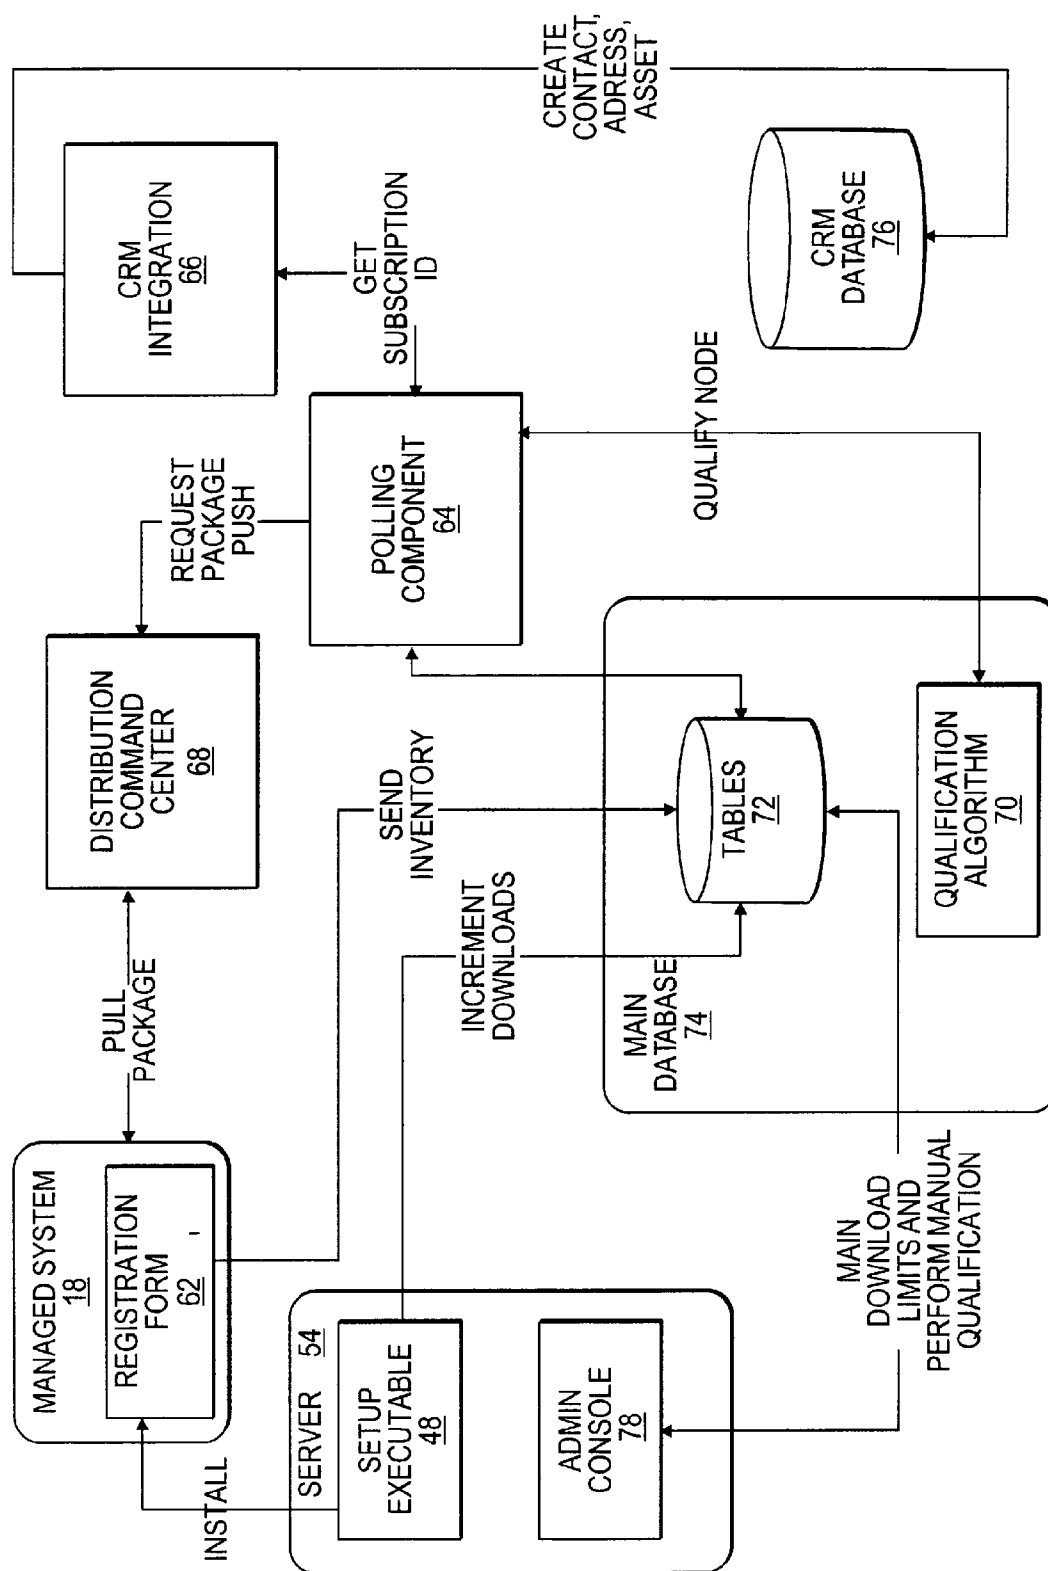 MANAGED SYSTEM
18
REGISTRATION
FORM
62
PULL
PACKAGE
DISTRIBUTION
COMMAND
CENTER
68
REQUEST
PACKAGE
PUSH
CRM
INTEGRATION
66
INSTALL
SERVER 54
SETUP
EXECUTABLE
48
ADMIN
CONSOLE
78
SEND
INVENTORY
INCREMENT
DOWNLOADS
POLLING
COMPONENT
64
GET
SUBSCRIPTION
ID
CREATE
CONTACT,
ADRESS,
ASSET
MAIN
DATABASE
74
TABLES
72
QUALIFICATION
ALGORITHM
70
QUALIFY NODE
CRM
DATABASE
76
MAIN
DOWNLOAD
LIMITS AND
PERFORM MANUAL
QUALIFICATION